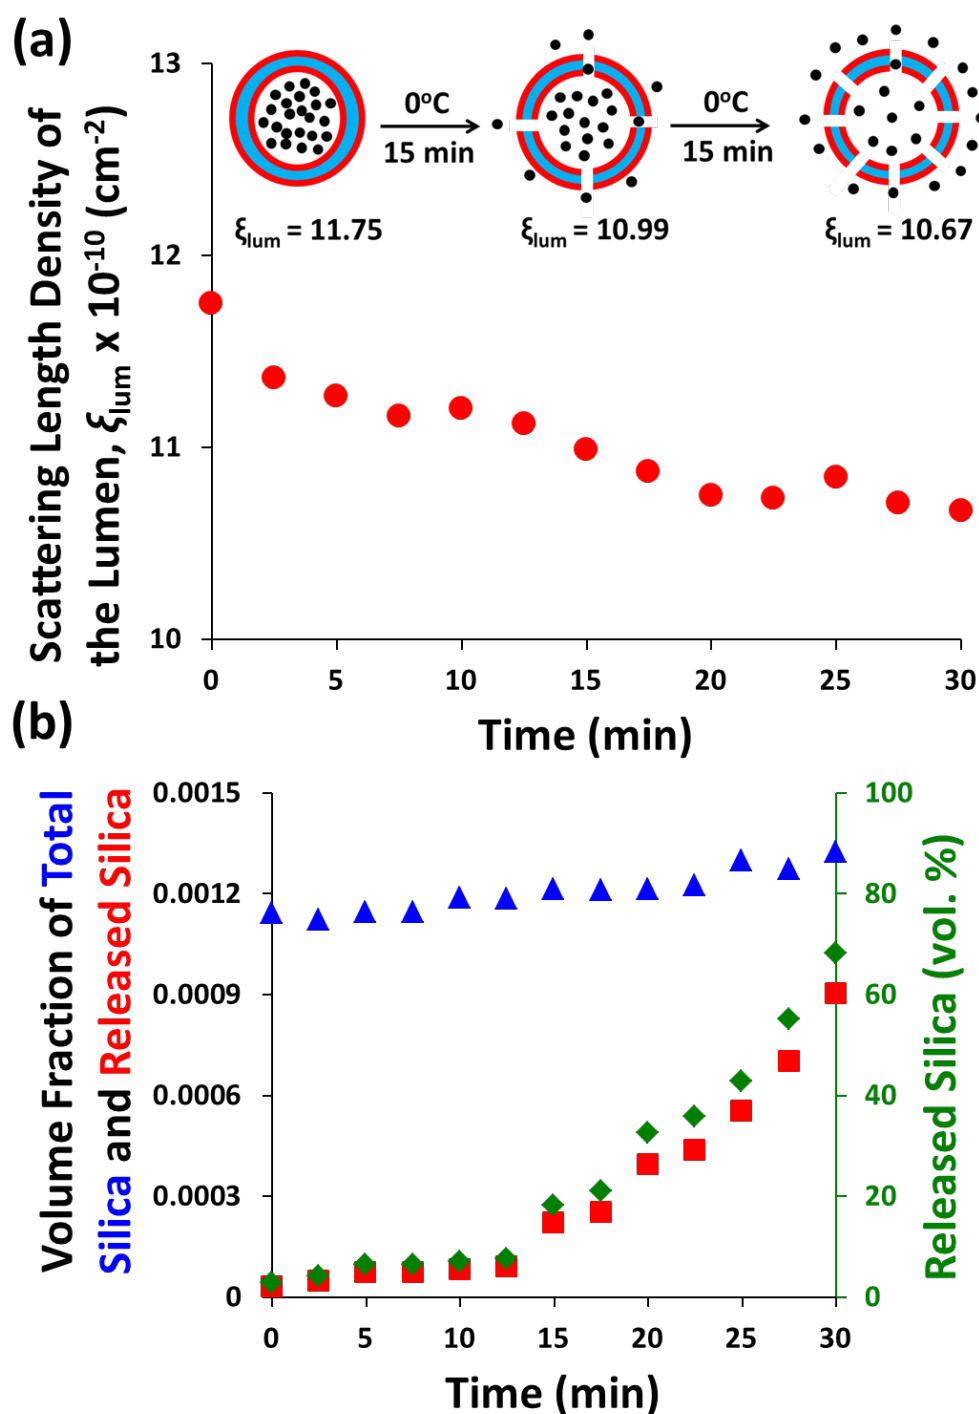 (a)
Scattering Length Density of
the Lumen, ξlum x 10-10 (cm-2)
13
12
11
10
0°C
15 min
0°C
15 min
ξlum = 11.75
ξlum = 10.99
ξlum = 10.67
0 5 10 15 20 25 30
Time (min)
(b)
Volume Fraction of Total
Silica and Released Silica
0.0015
0.0012
0.0009
0.0006
0.0003
0
100
80
60
40
20
0
Released Silica (vol. %)
0 5 10 15 20 25 30
Time (min)